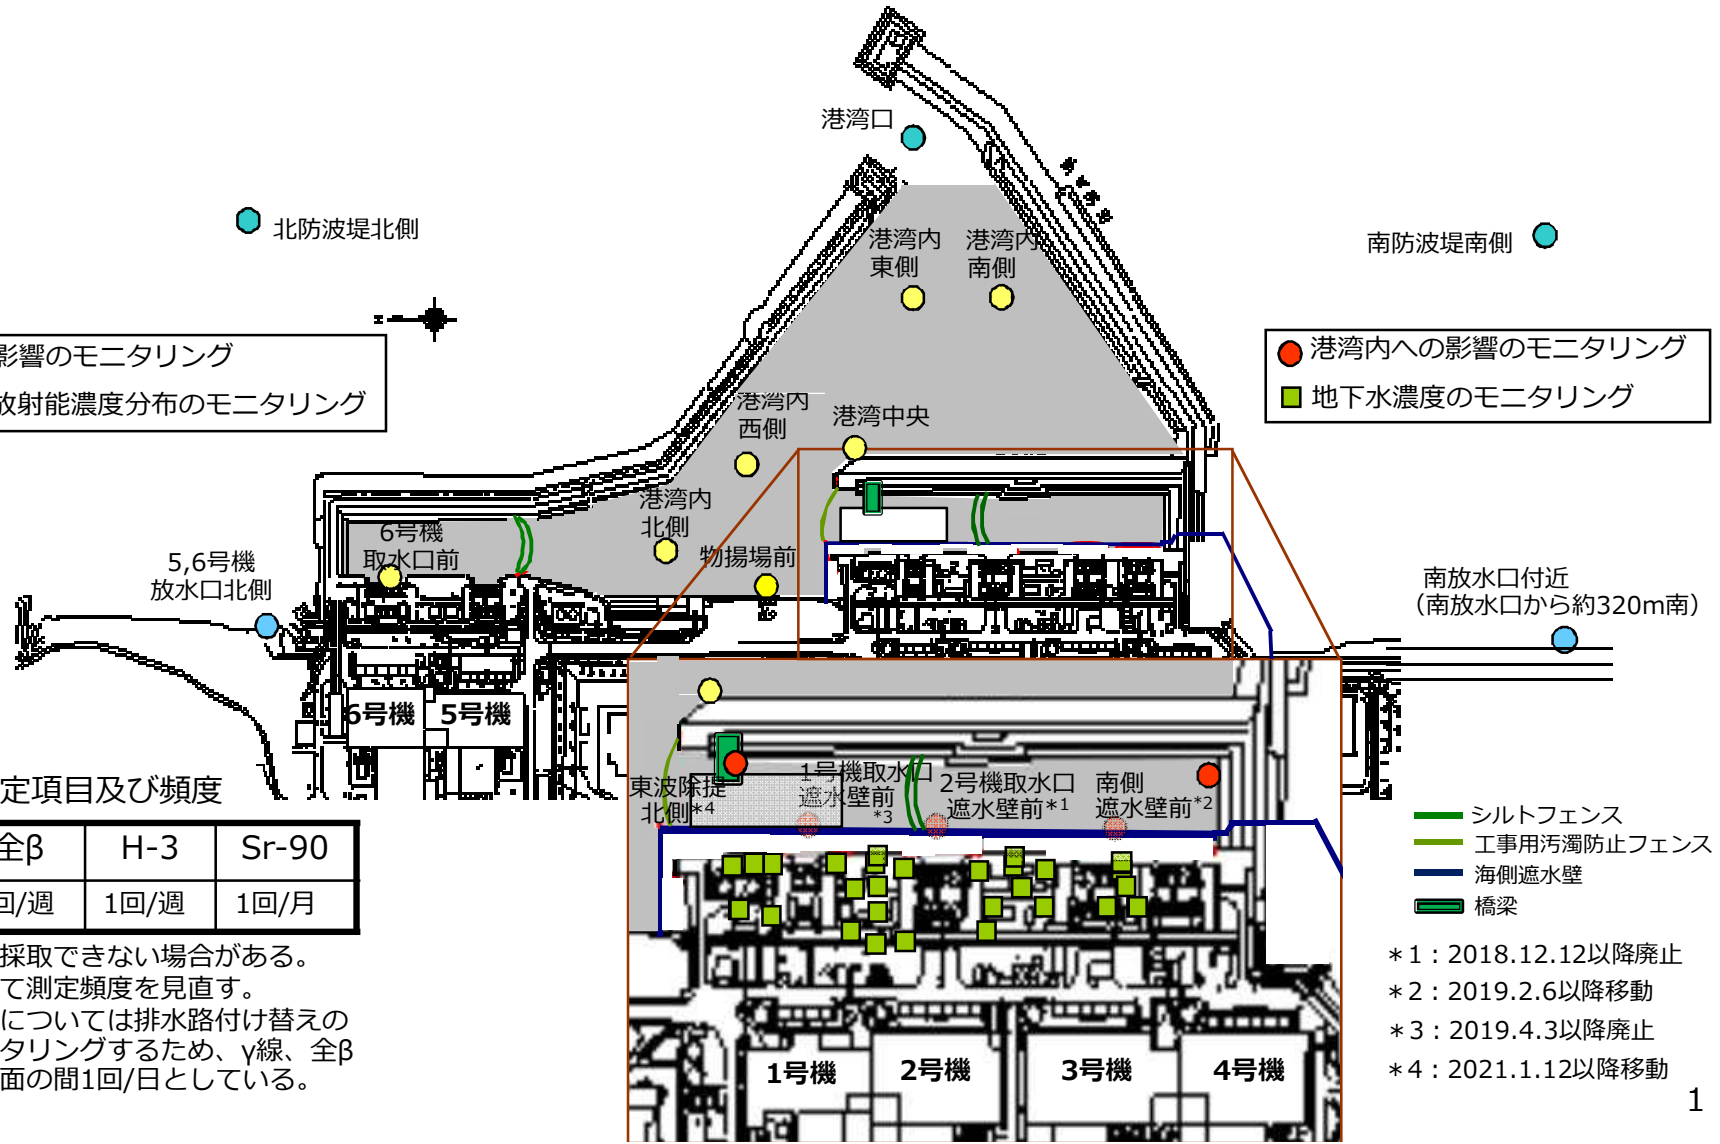 港湾口
北防波堤北側
南防波堤南側
港湾内
東側
港湾内
南側
影響のモニタリング
放射能濃度分布のモニタリング
港湾内への影響のモニタリング
地下水濃度のモニタリング
港湾内
西側
港湾中央
港湾内
北側
6号機
取水口前
物揚場前
5,6号機
放水口北側
南放水口付近
（南放水口から約320m南）
6号機
5号機
東波除堤
北側*4
1号機取水口
遮水壁前
*3
2号機取水口
遮水壁前*1
南側
遮水壁前*2
定項目及び頻度
全β H-3 Sr-90
回/週 1回/週 1回/月
採取できない場合がある。
て測定頻度を見直す。
については排水路付け替えの
タリングするため、γ線、全β
面の間1回/日としている。
シルトフェンス
工事用汚濁防止フェンス
海側遮水壁
橋梁
＊1：2018.12.12以降廃止
＊2：2019.2.6以降移動
＊3：2019.4.3以降廃止
＊4：2021.1.12以降移動
1号機
2号機
3号機
4号機
1